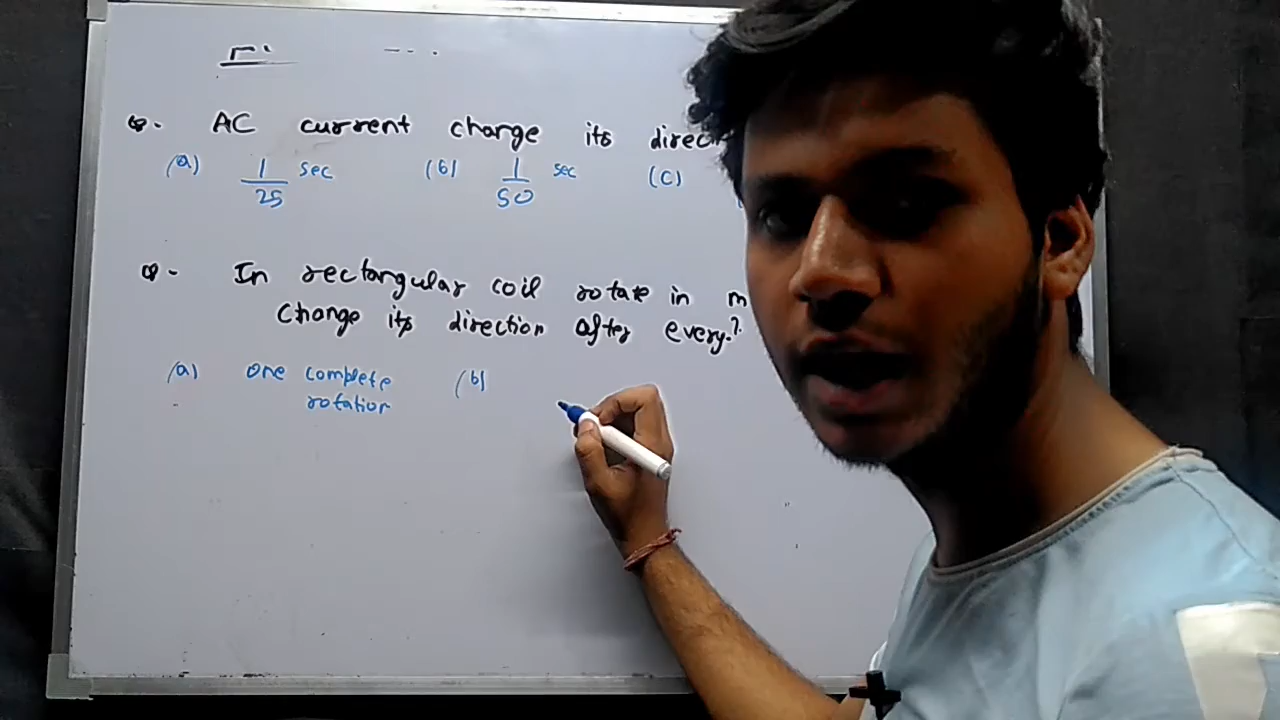 Q. AC current change its direc
(a) 1/25 sec (b) 1/50 sec (c)
Q- In rectangular coil rotate in m
change its direction after every.?
(a) one complete (b)
rotation